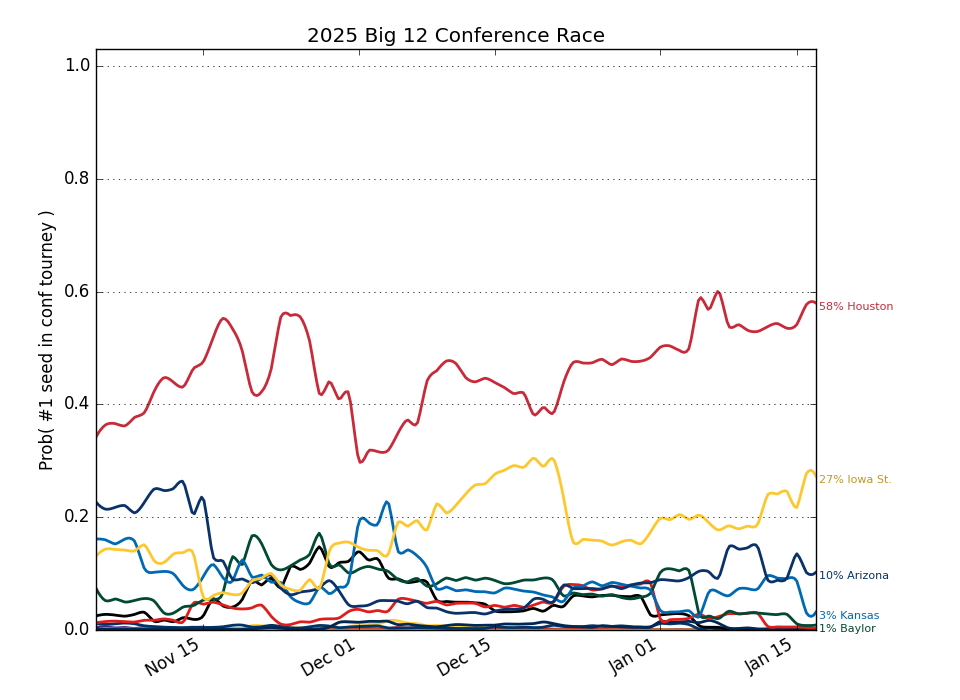 2025 Big 12 Conference Race
Prob( #1 seed in conf tourney )
1.0
0.8
0.6
0.4
0.2
0.0
58% Houston
27% Iowa St.
10% Arizona
3% Kansas
1% Baylor
Nov 15
Dec 01
Dec 15
Jan 01
Jan 15